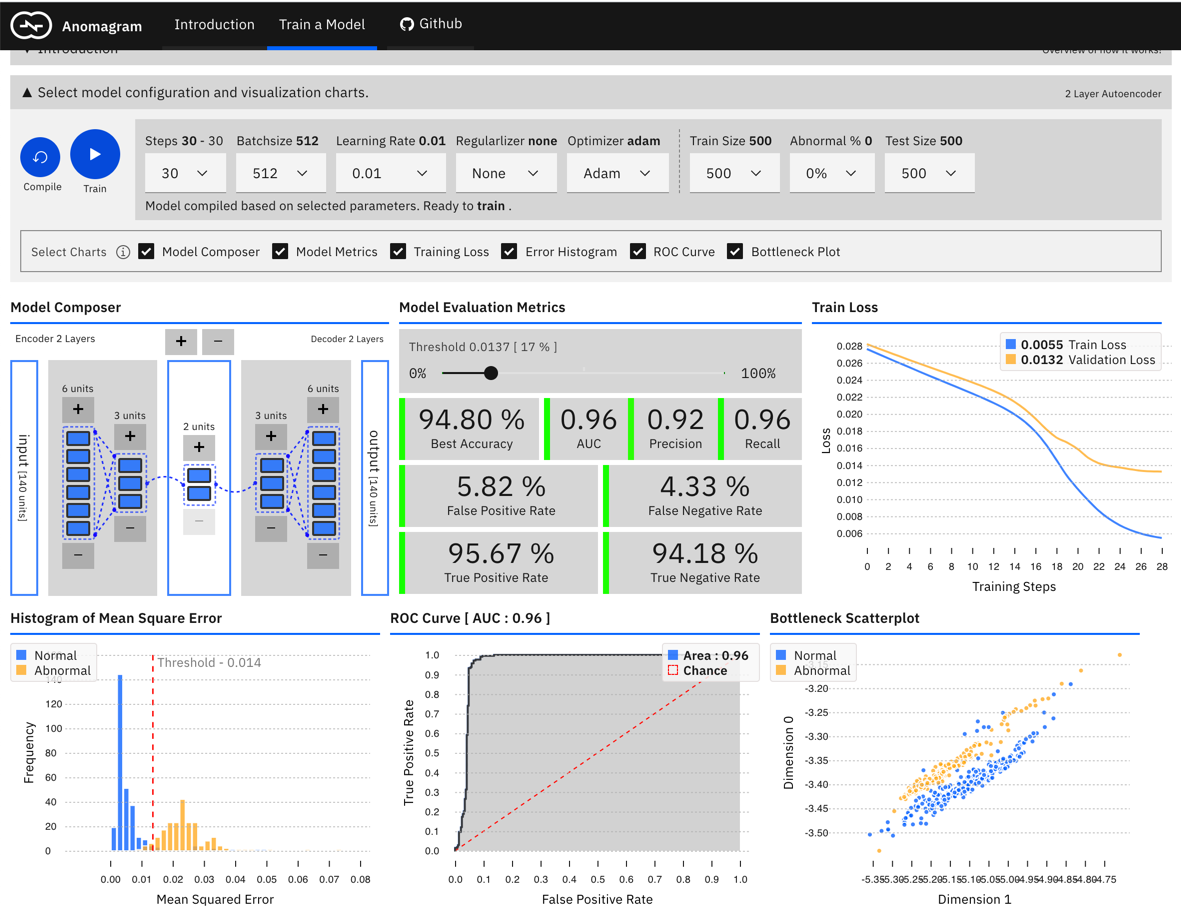 Anomagram Introduction Train a Model Github
Introduction Overview of how it works!
▲ Select model configuration and visualization charts. 2 Layer Autoencoder
Compile
Train
Steps 30 - 30 Batchsize 512 Learning Rate 0.01 Regularlizer none Optimizer adam Train Size 500 Abnormal % 0 Test Size 500
30 512 0.01 None Adam 500 0% 500
Model compiled based on selected parameters. Ready to train .
Select Charts Model Composer Model Metrics Training Loss Error Histogram ROC Curve Bottleneck Plot
Model Composer
Encoder 2 Layers + − Decoder 2 Layers
6 units
3 units
2 units
3 units
6 units
input [140 units]
output [140 units]
Model Evaluation Metrics
Threshold 0.0137 [ 17 % ]
0% 100%
94.80 %
Best Accuracy
0.96
AUC
0.92
Precision
0.96
Recall
5.82 %
False Positive Rate
4.33 %
False Negative Rate
95.67 %
True Positive Rate
94.18 %
True Negative Rate
Train Loss
0.0055 Train Loss
0.0132 Validation Loss
0.028
0.026
0.024
0.022
0.020
0.018
0.016
0.014
0.012
0.010
0.008
0.006
Loss
0 2 4 6 8 10 12 14 16 18 20 22 24 26 28
Training Steps
Histogram of Mean Square Error
Normal
Abnormal
Threshold - 0.014
140
120
100
80
60
40
20
0
Frequency
0.00 0.01 0.02 0.03 0.04 0.05 0.06 0.07 0.08
Mean Squared Error
ROC Curve [ AUC : 0.96 ]
Area : 0.96
Chance
1.0
0.9
0.8
0.7
0.6
0.5
0.4
0.3
0.2
0.1
0.0
True Positive Rate
0.0 0.1 0.2 0.3 0.4 0.5 0.6 0.7 0.8 0.9 1.0
False Positive Rate
Bottleneck Scatterplot
Normal
Abnormal
-3.20
-3.25
-3.30
-3.35
-3.40
-3.45
-3.50
Dimension 0
-5.35 -5.30 -5.25 -5.20 -5.15 -5.10 -5.05 -5.00 -4.95 -4.90 -4.85 -4.80 -4.75
Dimension 1